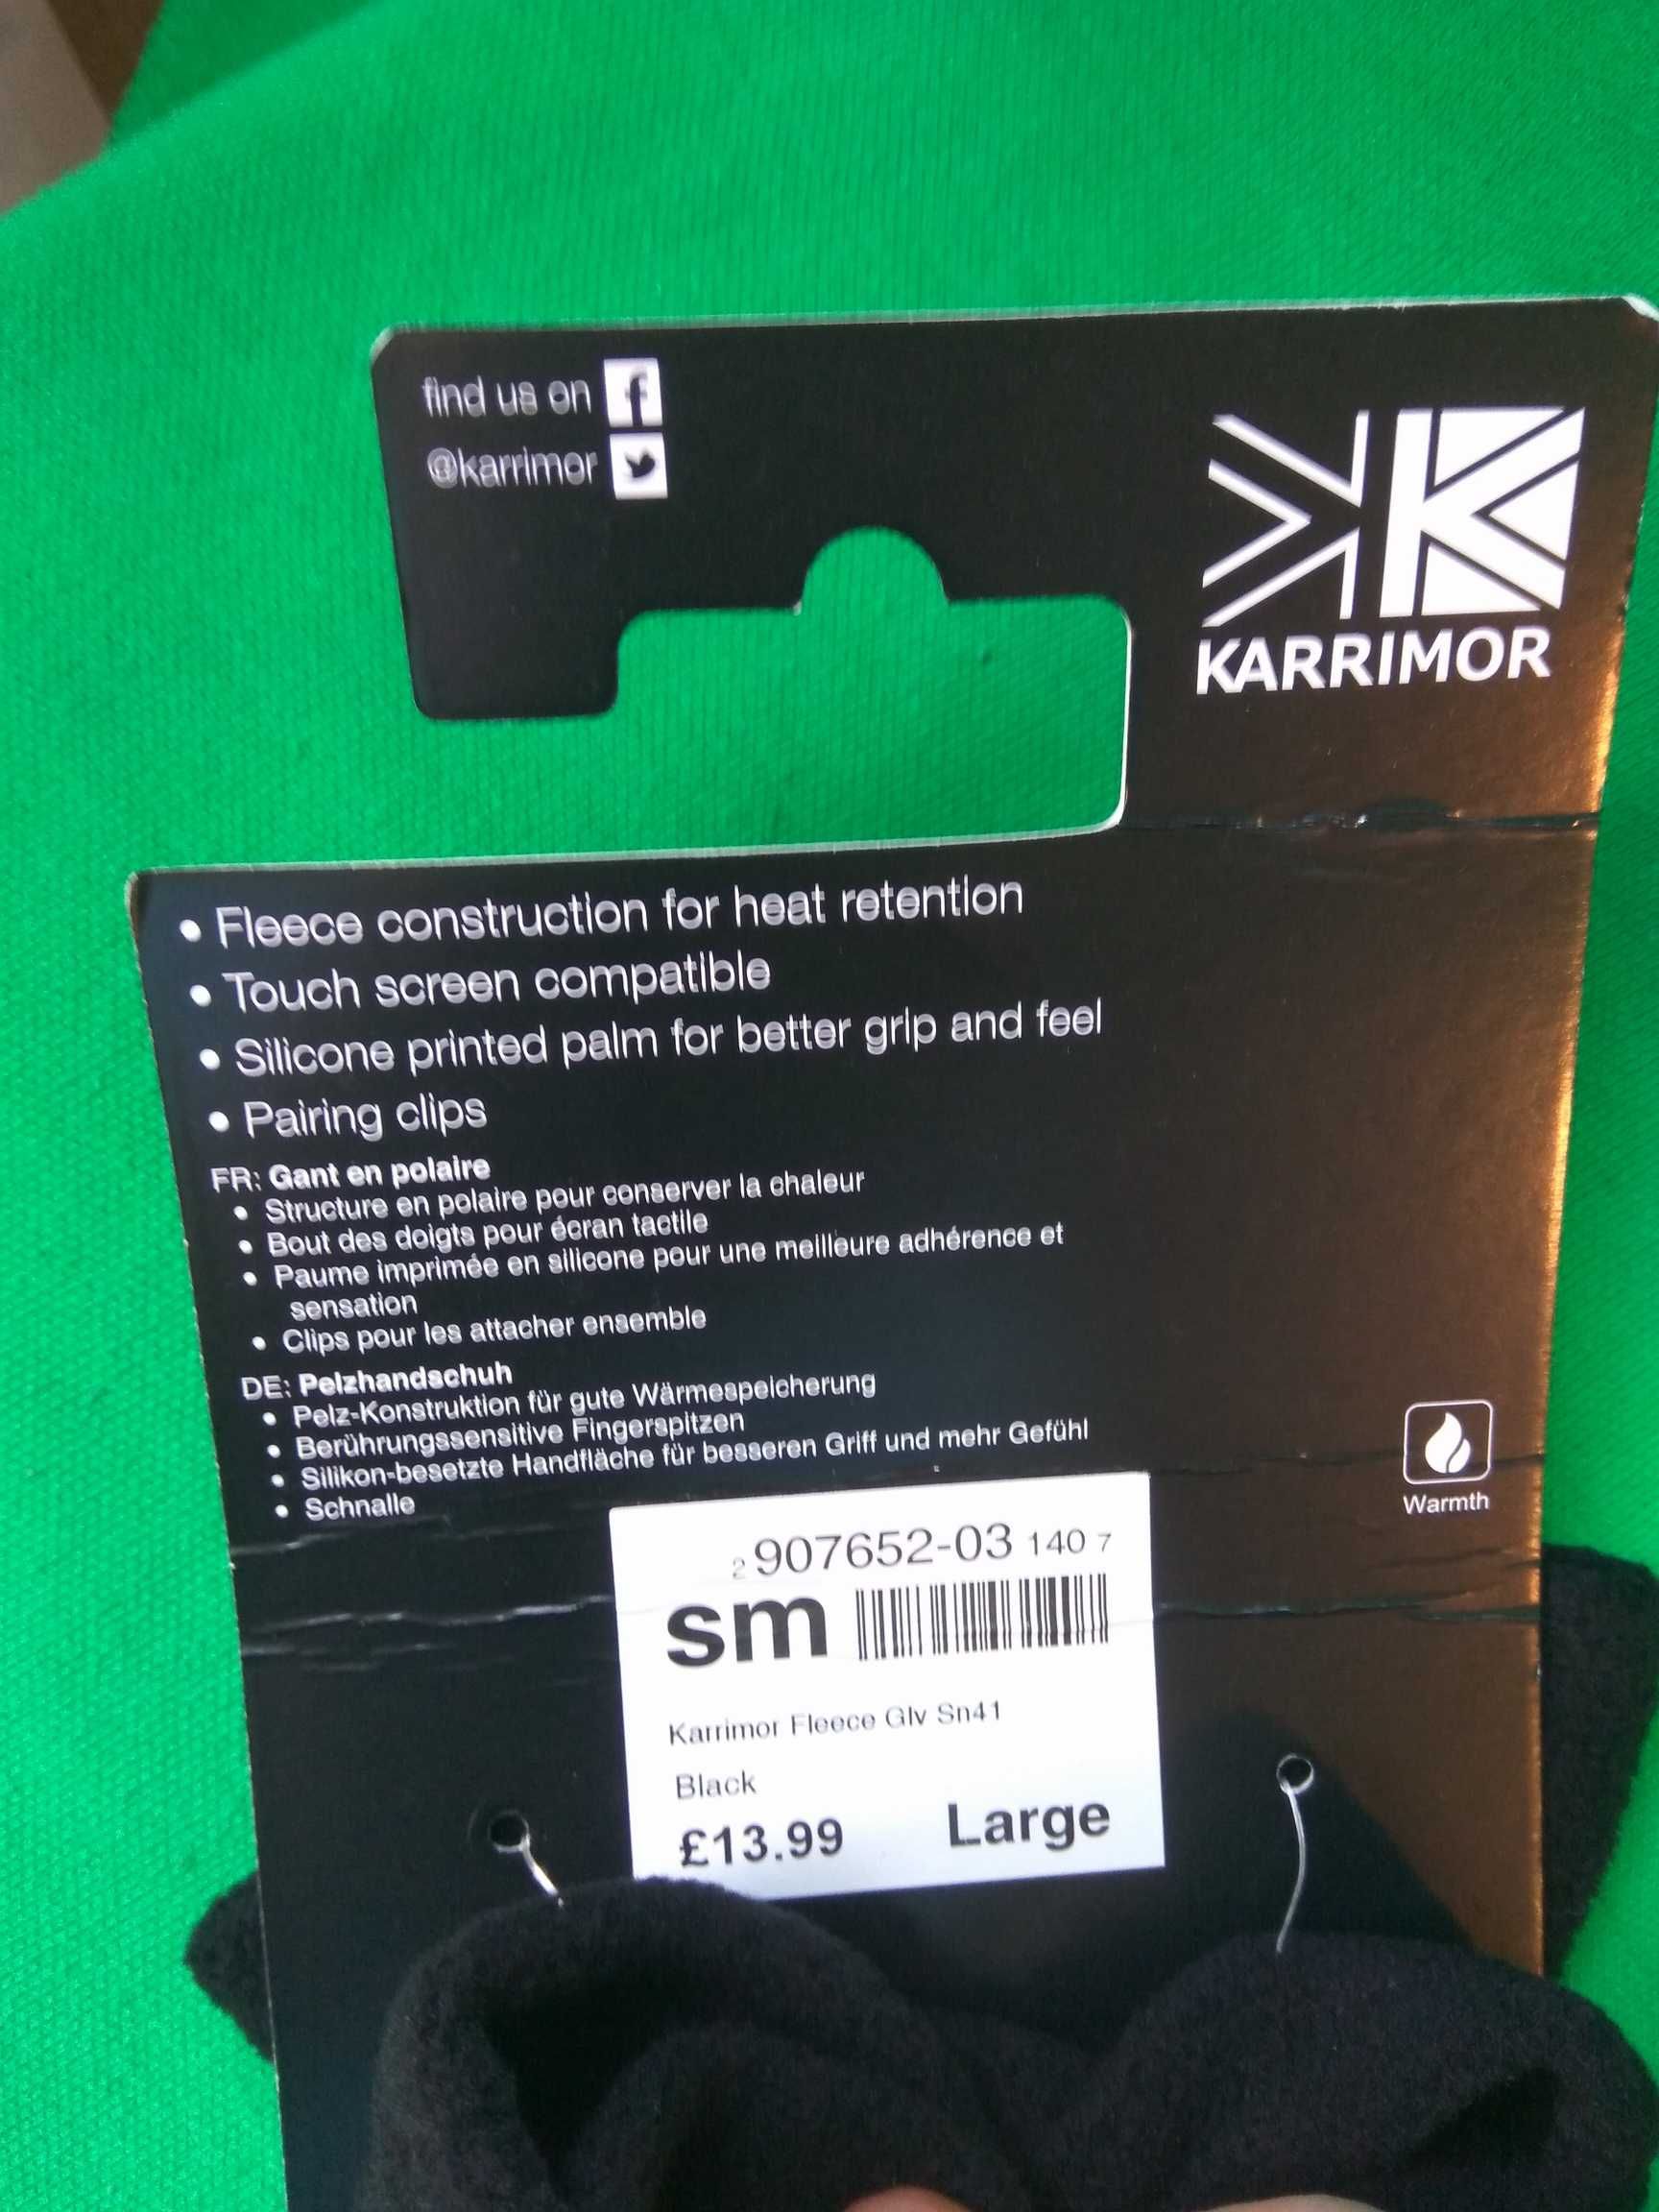 find us on f
@karrimor
KARRIMOR
• Fleece construction for heat retention
• Touch screen compatible
• Silicone printed palm for better grip and feel
• Pairing clips
FR: Gant en polaire
• Structure en polaire pour conserver la chaleur
• Bout des doigts pour écran tactile
• Paume imprimée en silicone pour une meilleure adhérence et
sensation
• Clips pour les attacher ensemble
DE: Pelzhandschuh
• Pelz-Konstruktion für gute Wärmespeicherung
• Berührungssensitive Fingerspitzen
• Silikon-besetzte Handfläche für besseren Griff und mehr Gefühl
• Schnalle
Warmth
2 907652-03 140 7
sm
Karrimor Fleece Glv Sn41
Black
£13.99 Large